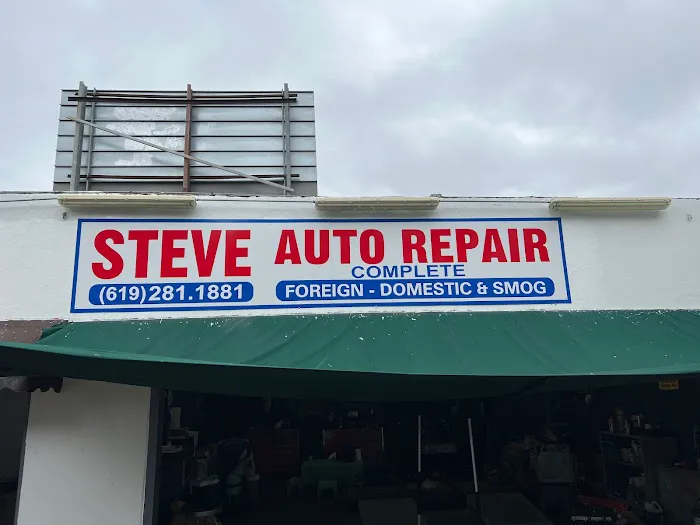 STEVE AUTO REPAIR
COMPLETE
(619)281.1881 FOREIGN - DOMESTIC & SMOG